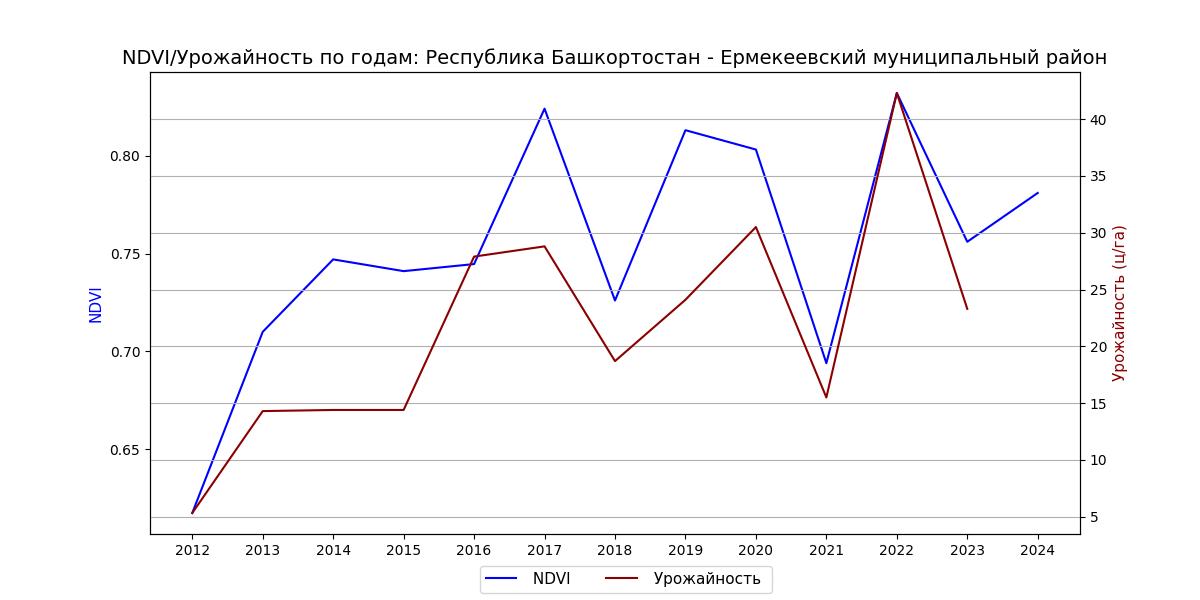 NDVI/Урожайность по годам: Республика Башкортостан - Ермекеевский муниципальный район
0.80
0.75
0.70
0.65
NDVI
40
35
30
25
20
15
10
5
Урожайность (ц/га)
2012 2013 2014 2015 2016 2017 2018 2019 2020 2021 2022 2023 2024
NDVI Урожайность